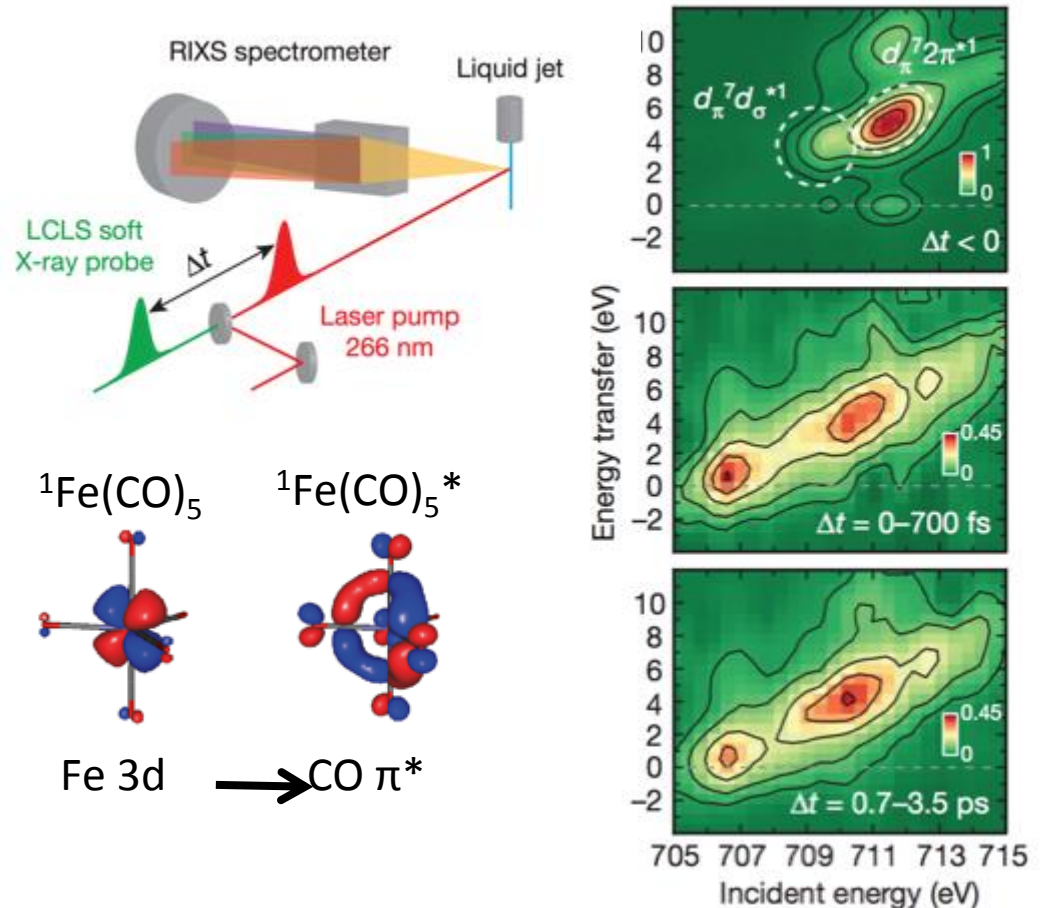 RIXS spectrometer
Liquid jet
LCLS soft
X-ray probe
Δt
Laser pump
266 nm
¹Fe(CO)₅
¹Fe(CO)₅*
Fe 3d
CO π*
Energy transfer (eV)
10
8
6
4
2
0
−2
dπ⁷2π*¹
dπ⁷dσ*¹
1
0
Δt < 0
10
8
6
4
2
0
−2
0.45
0
Δt = 0–700 fs
10
8
6
4
2
0
−2
0.45
0
Δt = 0.7–3.5 ps
705 707 709 711 713 715
Incident energy (eV)